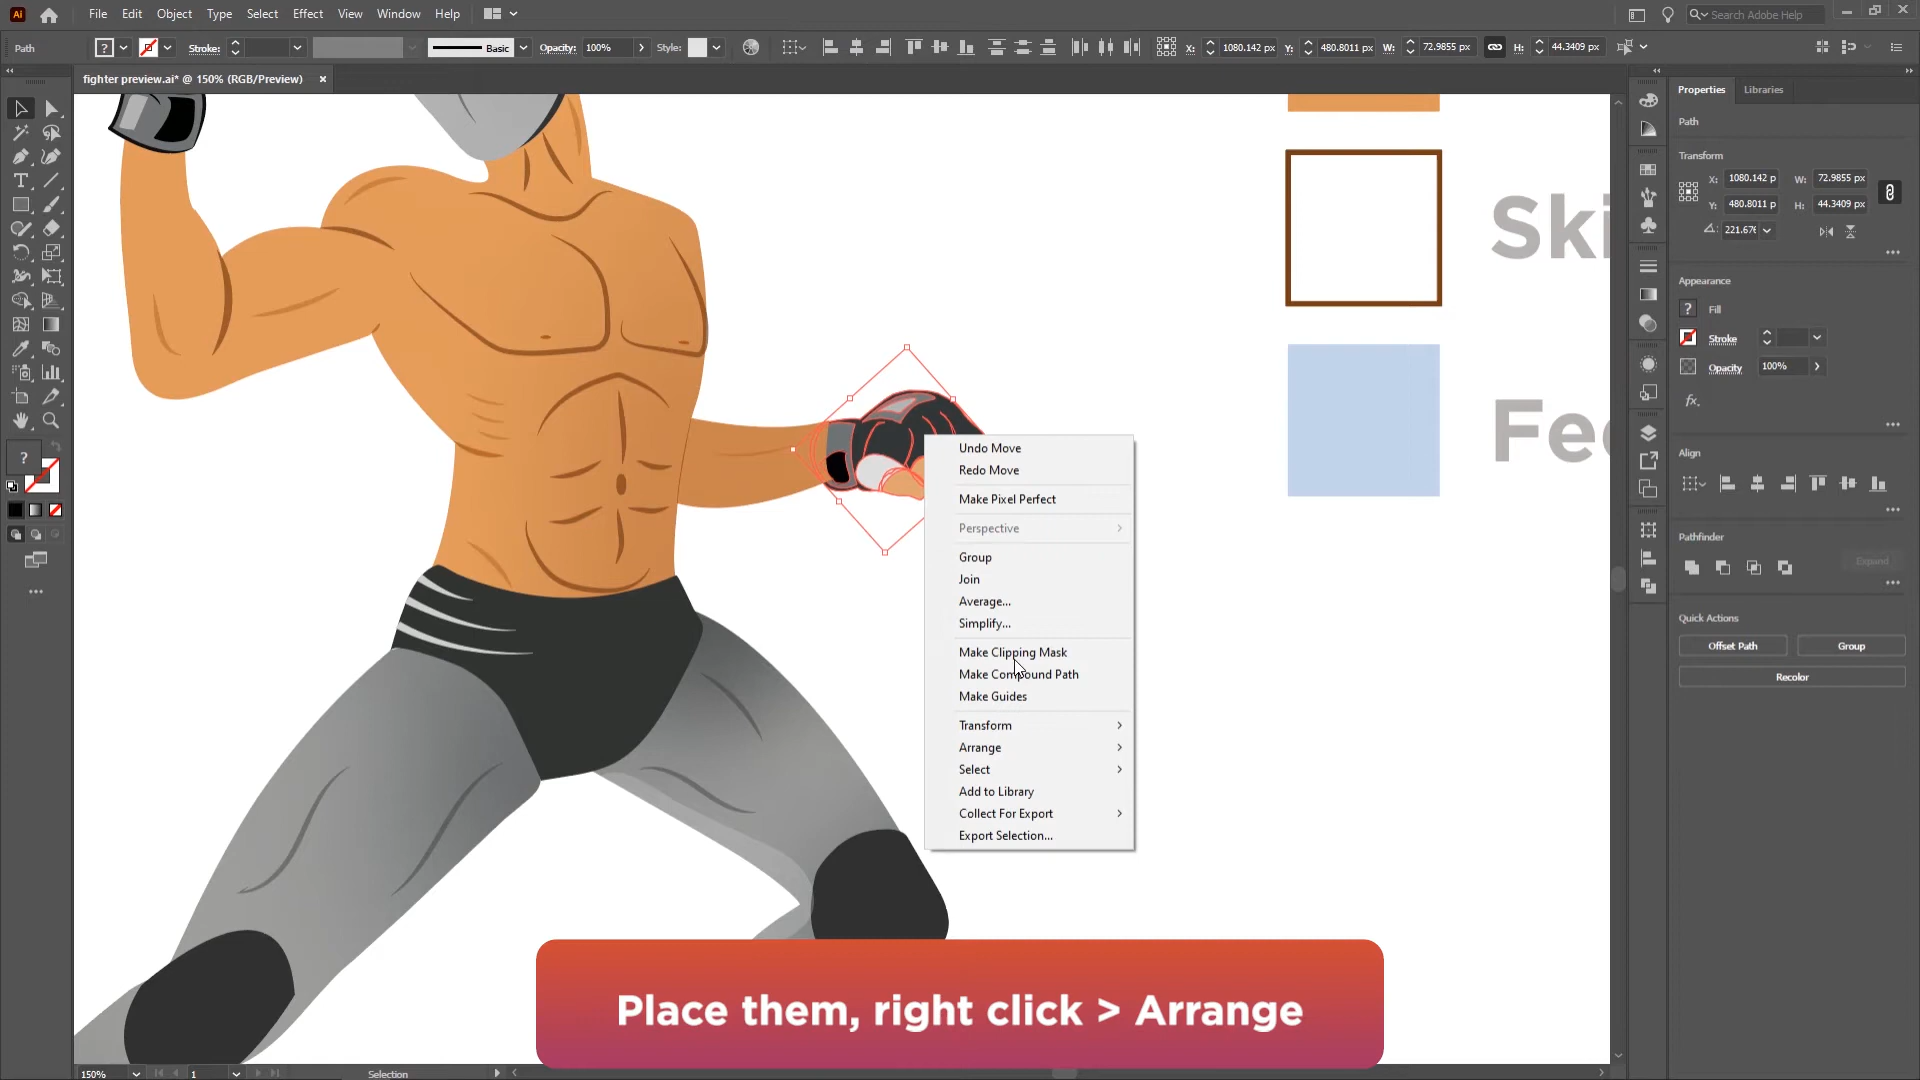 Ai File Edit Object Type Select Effect View Window Help Search Adobe Help
Path ? Stroke: Basic Opacity: 100% Style: X: 1080.142 px Y: 480.8011 px W: 72.9855 px H: 44.3409 px
fighter preview.ai* @ 150% (RGB/Preview) ×
Properties Libraries
Path
Transform
X: 1080.142 p W: 72.9855 px
Y: 480.8011 p H: 44.3409 px
221.676
Appearance
? Fill
Stroke
Opacity 100%
fx.
Align
Pathfinder
Expand
Quick Actions
Offset Path Group
Recolor
Ski
Fee
?
Undo Move
Redo Move
Make Pixel Perfect
Perspective
Group
Join
Average...
Simplify...
Make Clipping Mask
Make Compound Path
Make Guides
Transform
Arrange
Select
Add to Library
Collect For Export
Export Selection...
Place them, right click > Arrange
150% 1 Selection